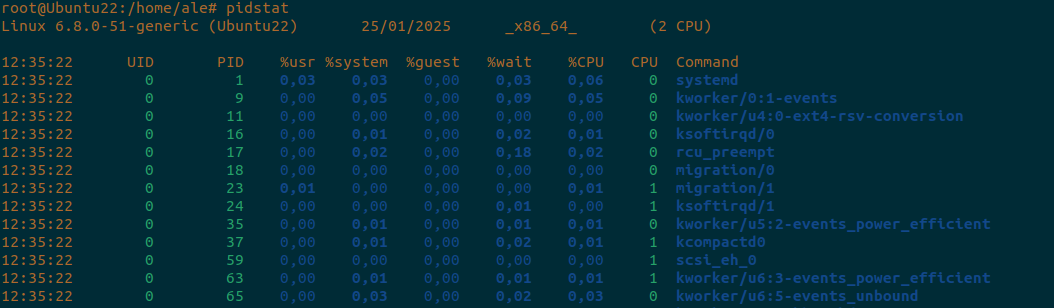 root@Ubuntu22:/home/ale# pidstat
Linux 6.8.0-51-generic (Ubuntu22) 25/01/2025 _x86_64_ (2 CPU)
12:35:22 UID PID %usr %system %guest %wait %CPU CPU Command
12:35:22 0 1 0,03 0,03 0,00 0,03 0,06 0 systemd
12:35:22 0 9 0,00 0,05 0,00 0,09 0,05 0 kworker/0:1-events
12:35:22 0 11 0,00 0,00 0,00 0,00 0,00 0 kworker/u4:0-ext4-rsv-conversion
12:35:22 0 16 0,00 0,01 0,00 0,02 0,01 0 ksoftirqd/0
12:35:22 0 17 0,00 0,02 0,00 0,18 0,02 0 rcu_preempt
12:35:22 0 18 0,00 0,00 0,00 0,00 0,00 0 migration/0
12:35:22 0 23 0,01 0,00 0,00 0,00 0,01 1 migration/1
12:35:22 0 24 0,00 0,00 0,00 0,01 0,00 1 ksoftirqd/1
12:35:22 0 35 0,00 0,01 0,00 0,01 0,01 0 kworker/u5:2-events_power_efficient
12:35:22 0 37 0,00 0,01 0,00 0,02 0,01 1 kcompactd0
12:35:22 0 59 0,00 0,00 0,00 0,00 0,00 1 scsi_eh_0
12:35:22 0 63 0,00 0,01 0,00 0,01 0,01 1 kworker/u6:3-events_power_efficient
12:35:22 0 65 0,00 0,03 0,00 0,02 0,03 0 kworker/u6:5-events_unbound